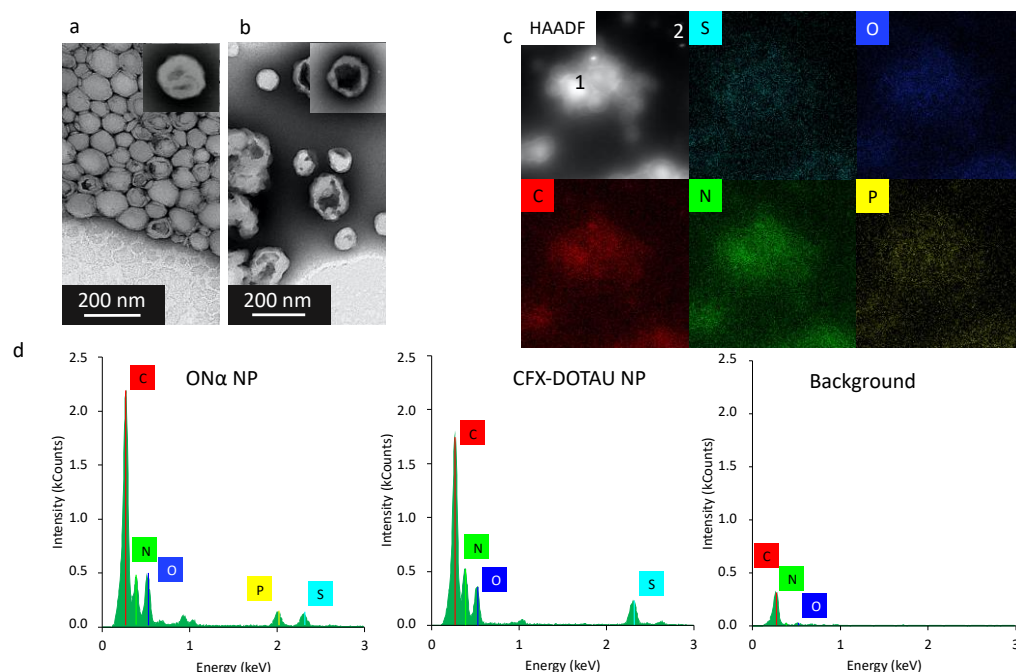 a
b
200 nm
200 nm
c
HAADF
1
2
S
O
C
N
P
d
ONα NP
Intensity (kCounts)
2.5
2.0
1.5
1.0
0.5
0.0
C
N
O
P
S
0
1
2
3
Energy (keV)
CFX-DOTAU NP
Intensity (kCounts)
2.5
2.0
1.5
1.0
0.5
0.0
C
N
O
S
0
1
2
3
Energy (keV)
Background
Intensity (kCounts)
2.5
2.0
1.5
1.0
0.5
0.0
C
N
O
0
1
2
3
Energy (keV)